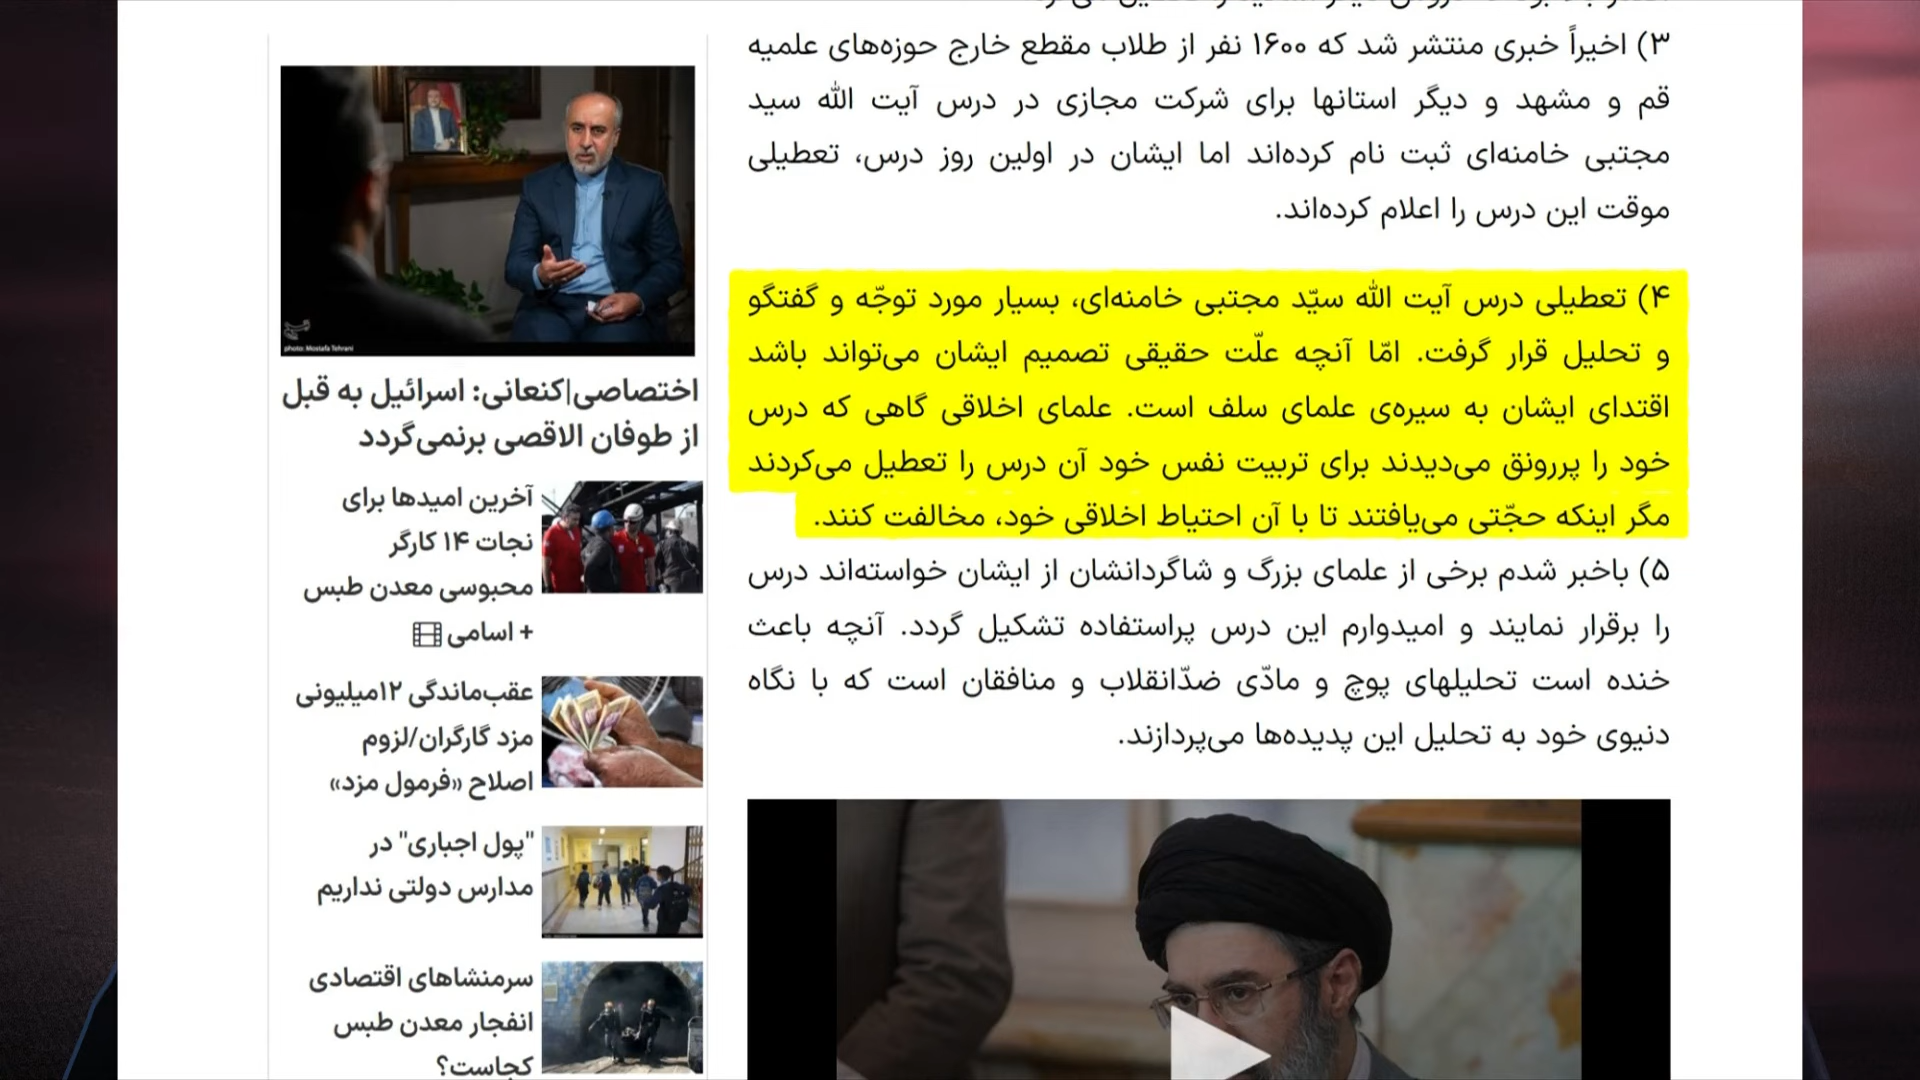 ۳) اخیراً خبری منتشر شد که ۱۶۰۰ نفر از طلاب مقطع خارج حوزه‌های علمیه
قم و مشهد و دیگر استانها برای شرکت مجازی در درس آیت الله سید
مجتبی خامنه‌ای ثبت نام کرده‌اند اما ایشان در اولین روز درس، تعطیلی
موقت این درس را اعلام کرده‌اند.
۴) تعطیلی درس آیت الله سیّد مجتبی خامنه‌ای، بسیار مورد توجّه و گفتگو
و تحلیل قرار گرفت. امّا آنچه علّت حقیقی تصمیم ایشان می‌تواند باشد
اقتدای ایشان به سیره‌ی علمای سلف است. علمای اخلاقی گاهی که درس
خود را پررونق می‌دیدند برای تربیت نفس خود آن درس را تعطیل می‌کردند
مگر اینکه حجّتی می‌یافتند تا با آن احتیاط اخلاقی خود، مخالفت کنند.
۵) باخبر شدم برخی از علمای بزرگ و شاگردانشان از ایشان خواسته‌اند درس
را برقرار نمایند و امیدوارم این درس پراستفاده تشکیل گردد. آنچه باعث
خنده است تحلیلهای پوچ و مادّی ضدّانقلاب و منافقان است که با نگاه
دنیوی خود به تحلیل این پدیده‌ها می‌پردازند.
photo: Mostafa Tehrani
اختصاصی|کنعانی: اسرائیل به قبل
از طوفان الاقصی برنمی‌گردد
آخرین امیدها برای
نجات ۱۴ کارگر
محبوسی معدن طبس
+ اسامی
عقب‌ماندگی ۱۲میلیونی
مزد کارگران/لزوم
اصلاح «فرمول مزد»
"پول اجباری" در
مدارس دولتی نداریم
سرمنشاهای اقتصادی
انفجار معدن طبس
کجاست؟